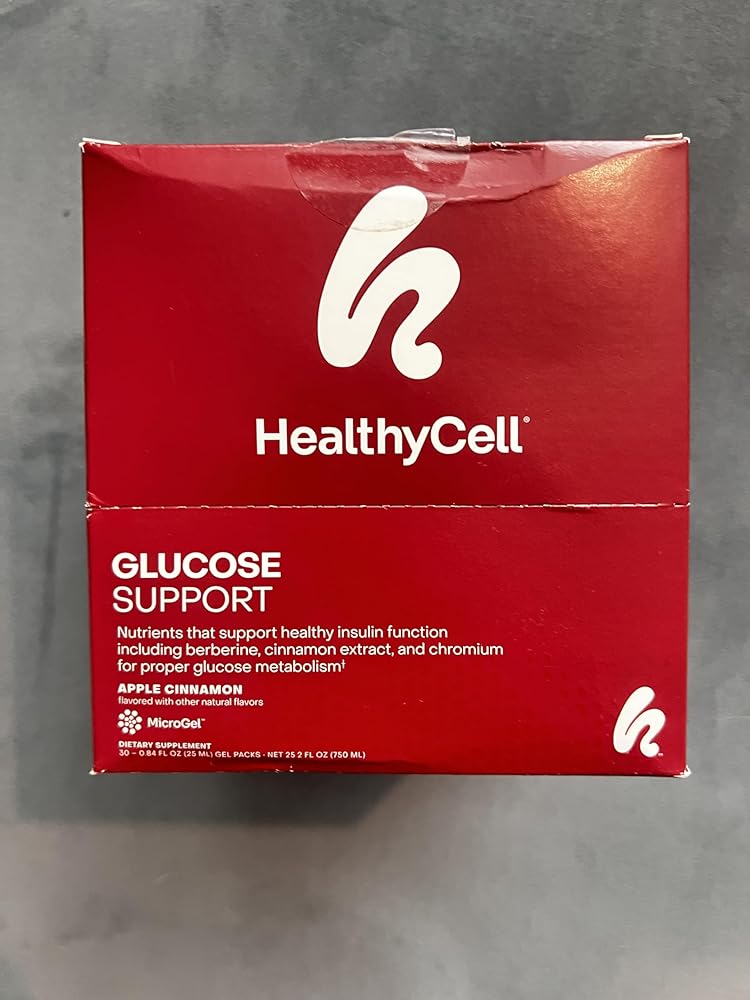 HealthyCell®
GLUCOSE
SUPPORT
Nutrients that support healthy insulin function
including berberine, cinnamon extract, and chromium
for proper glucose metabolism‡
APPLE CINNAMON
flavored with other natural flavors
MicroGel™
DIETARY SUPPLEMENT
30 – 0.84 FL OZ (25 ML) GEL PACKS · NET 25 2 FL OZ (750 ML)